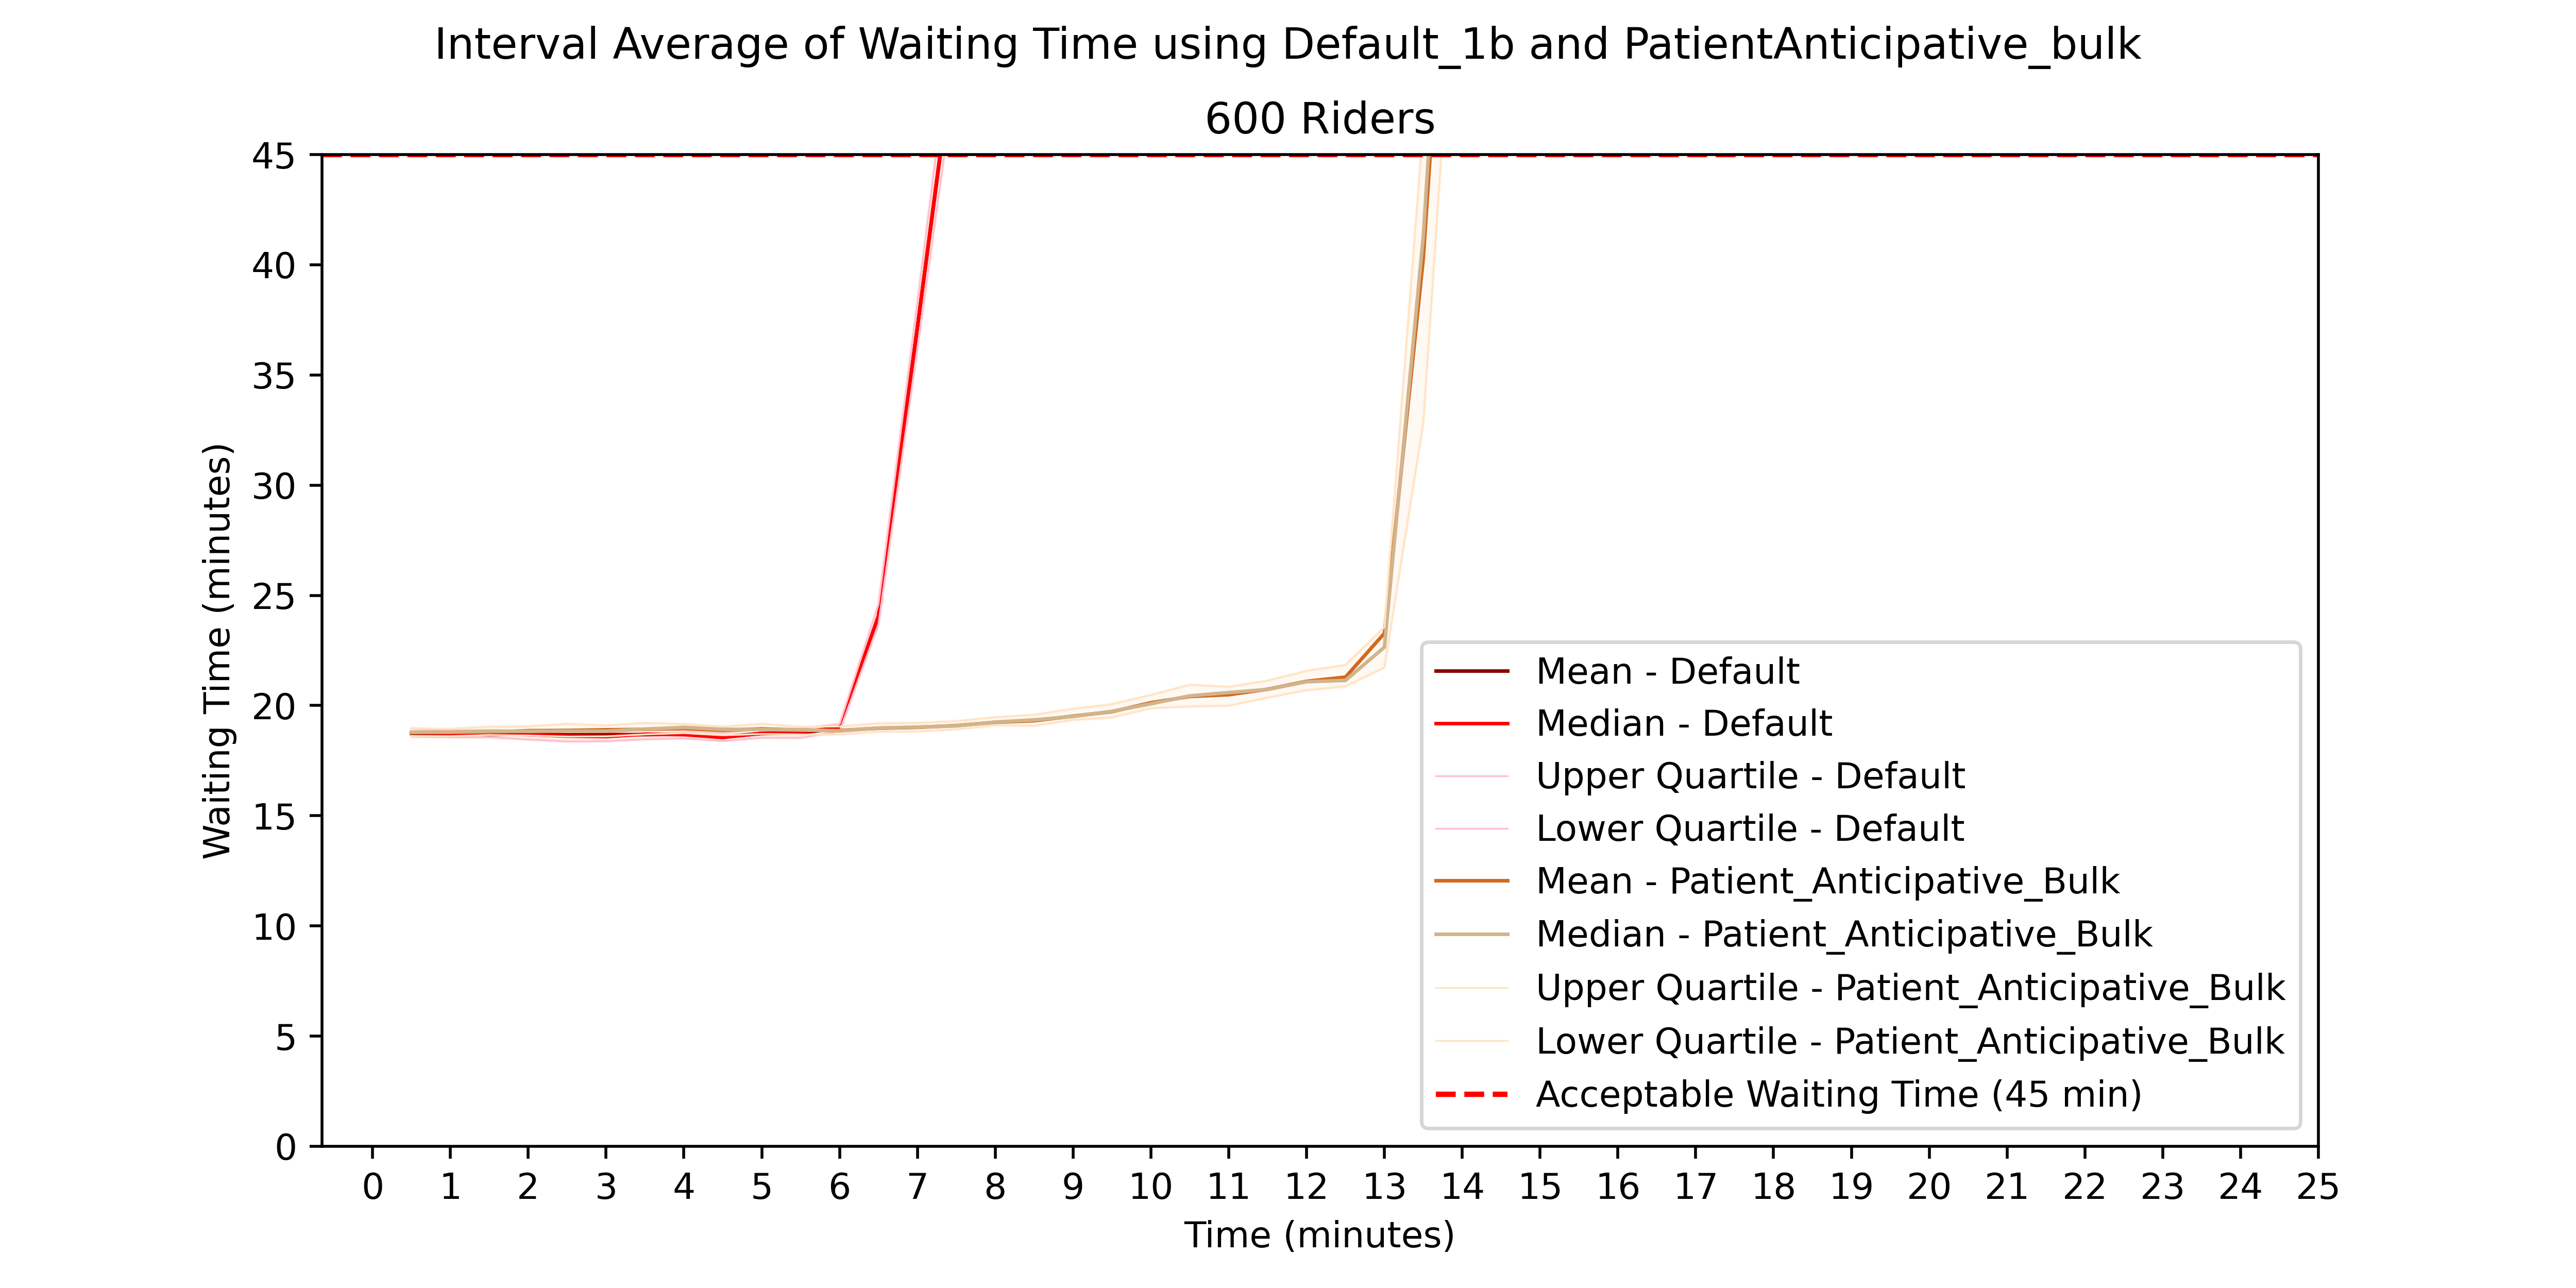 Interval Average of Waiting Time using Default_1b and PatientAnticipative_bulk
600 Riders
45
40
35
30
25
20
15
10
5
0
Waiting Time (minutes)
Mean - Default
Median - Default
Upper Quartile - Default
Lower Quartile - Default
Mean - Patient_Anticipative_Bulk
Median - Patient_Anticipative_Bulk
Upper Quartile - Patient_Anticipative_Bulk
Lower Quartile - Patient_Anticipative_Bulk
Acceptable Waiting Time (45 min)
0 1 2 3 4 5 6 7 8 9 10 11 12 13 14 15 16 17 18 19 20 21 22 23 24 25
Time (minutes)